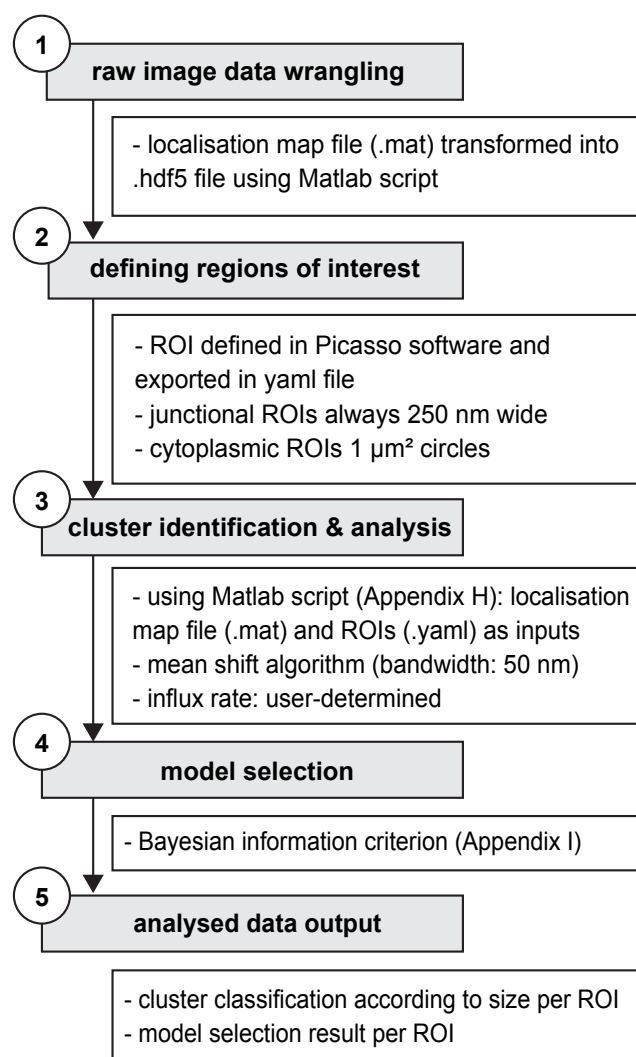 1
raw image data wrangling
- localisation map file (.mat) transformed into
.hdf5 file using Matlab script
2
defining regions of interest
- ROI defined in Picasso software and
exported in yaml file
- junctional ROIs always 250 nm wide
- cytoplasmic ROIs 1 µm² circles
3
cluster identification & analysis
- using Matlab script (Appendix H): localisation
map file (.mat) and ROIs (.yaml) as inputs
- mean shift algorithm (bandwidth: 50 nm)
- influx rate: user-determined
4
model selection
- Bayesian information criterion (Appendix I)
5
analysed data output
- cluster classification according to size per ROI
- model selection result per ROI